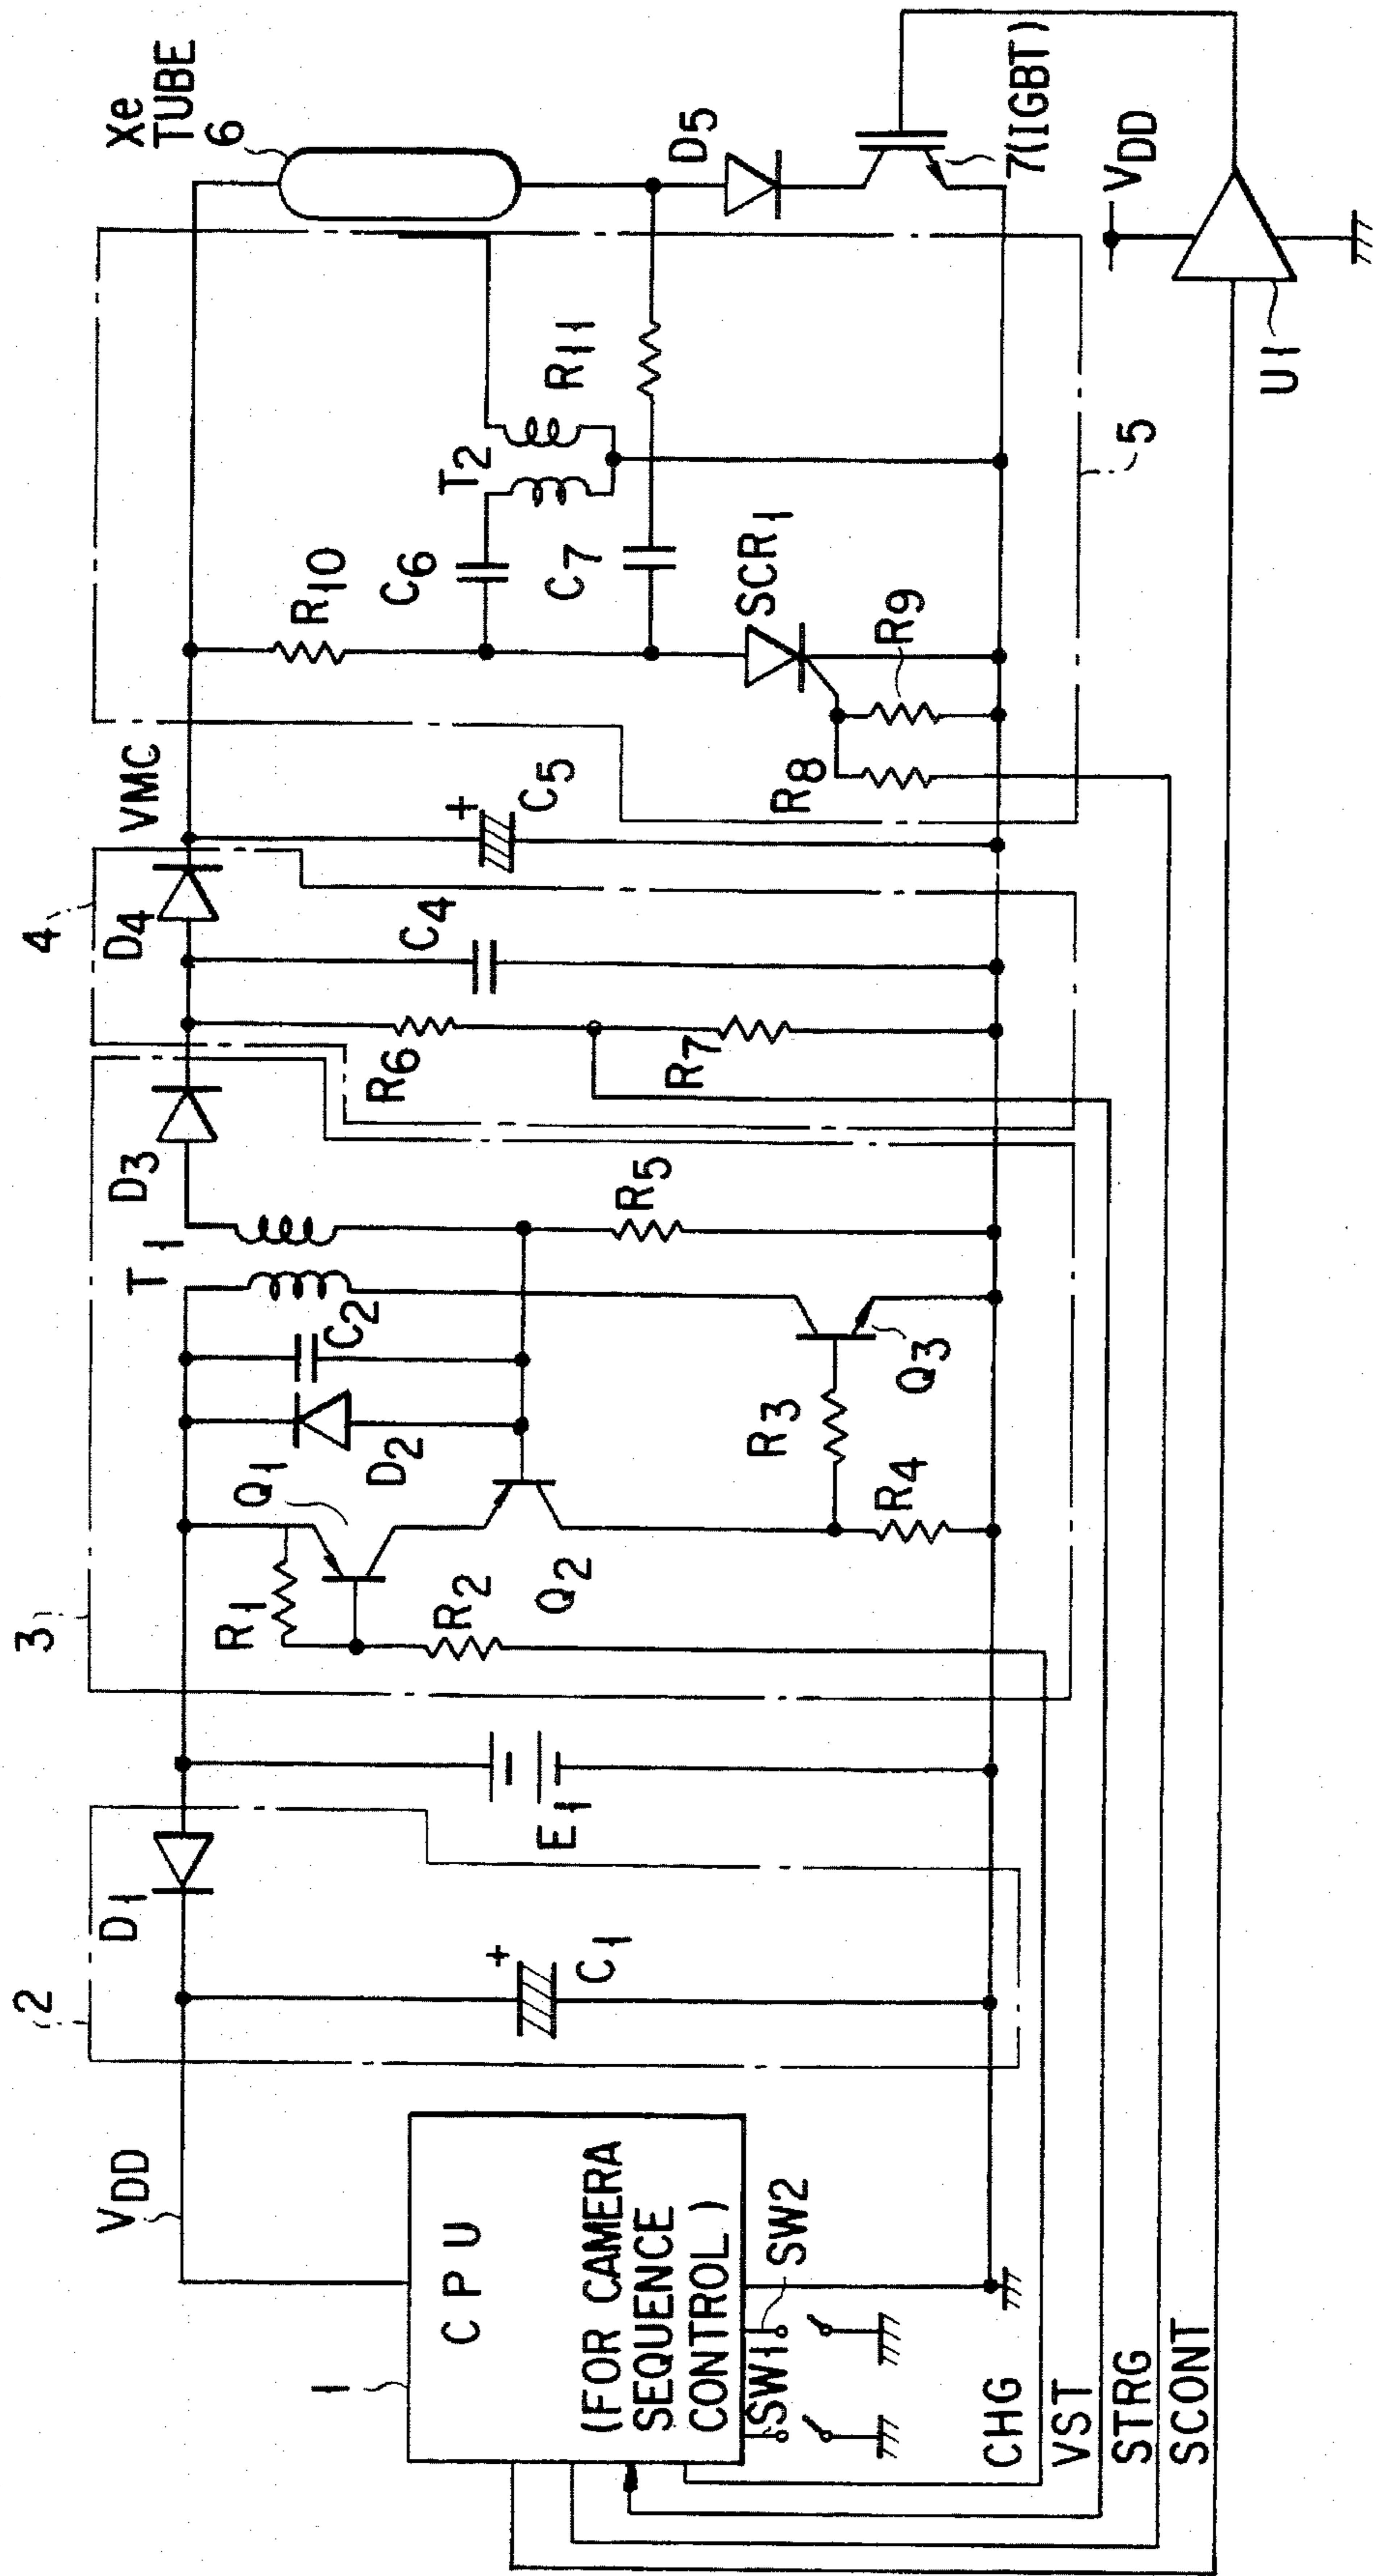 1
VDD
C P U
(FOR CAMERA
SEQUENCE
CONTROL)
SW1
SW2
CHG
VST
STRG
SCONT
2
D1
+
C1
E1
3
R1
Q1
R2
Q2
D2
C2
T1
R3
R4
Q3
D3
R5
4
D4
R6
C4
R7
VMC
+
C5
R10
C6
T2
C7
R11
SCR1
R8
R9
5
Xe
TUBE
6
D5
7(IGBT)
VDD
U1